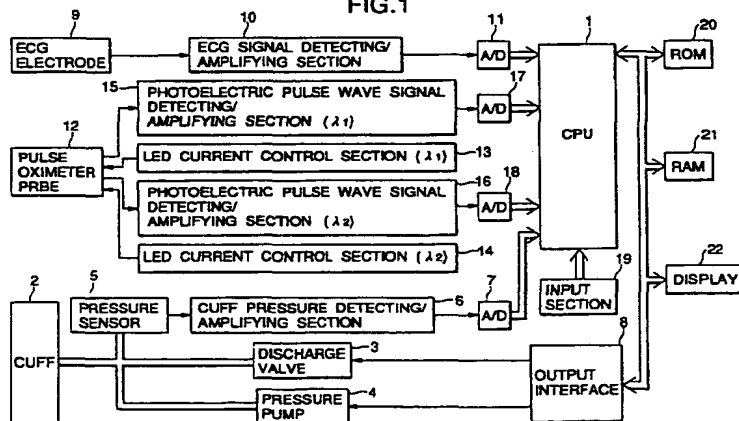 FIG.1
9
ECG
ELECTRODE
10
ECG SIGNAL DETECTING/
AMPLIFYING SECTION
11
A/D
1
CPU
20
ROM
15
PHOTOELECTRIC PULSE WAVE SIGNAL
DETECTING/
AMPLIFYING SECTION (λ1)
17
A/D
12
PULSE
OXIMETER
PRBE
LED CURRENT CONTROL SECTION (λ1)
13
21
RAM
16
PHOTOELECTRIC PULSE WAVE SIGNAL
DETECTING/
AMPLIFYING SECTION (λ2)
18
A/D
LED CURRENT CONTROL SECTION (λ2)
14
19
INPUT
SECTION
22
DISPLAY
2
CUFF
5
PRESSURE
SENSOR
6
CUFF PRESSURE DETECTING/
AMPLIFYING SECTION
7
A/D
3
DISCHARGE
VALVE
4
PRESSURE
PUMP
8
OUTPUT
INTERFACE